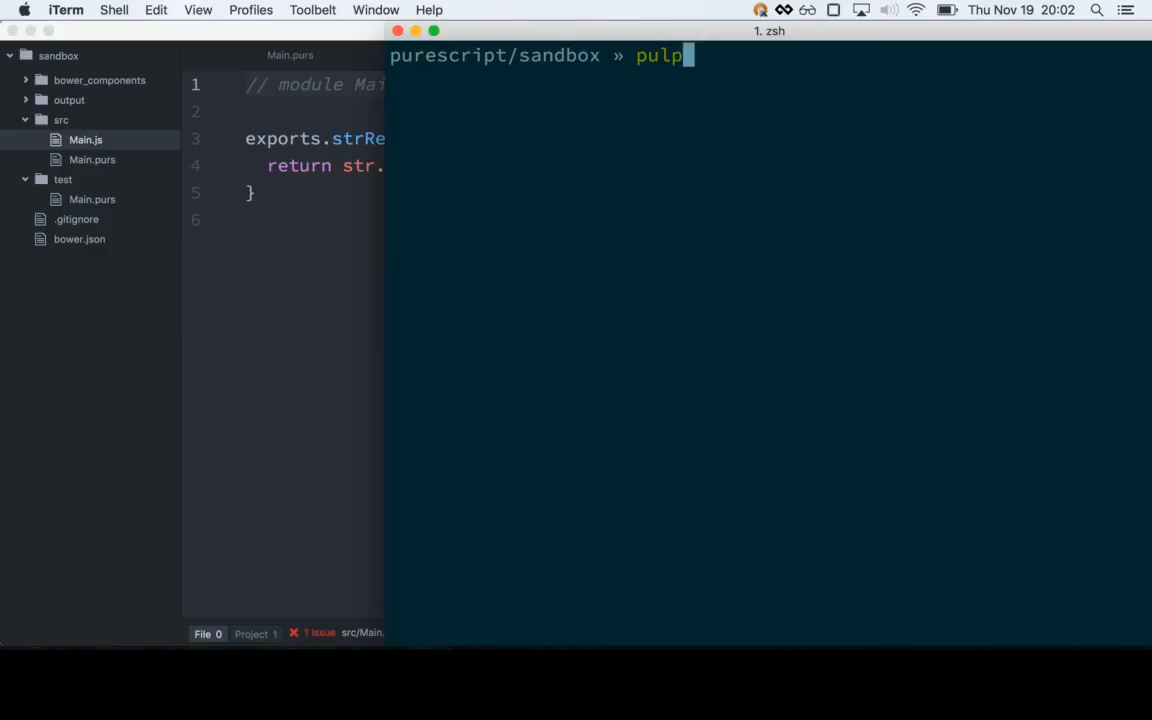 iTerm Shell Edit View Profiles Toolbelt Window Help Thu Nov 19 20:02
1. zsh
sandbox
bower_components
output
src
Main.js
Main.purs
test
Main.purs
.gitignore
bower.json
Main.purs
1 // module Mai
2
3 exports.strRe
4 return str.
5 }
6
File 0 Project 1 1 Issue src/Main.
purescript/sandbox » pulp